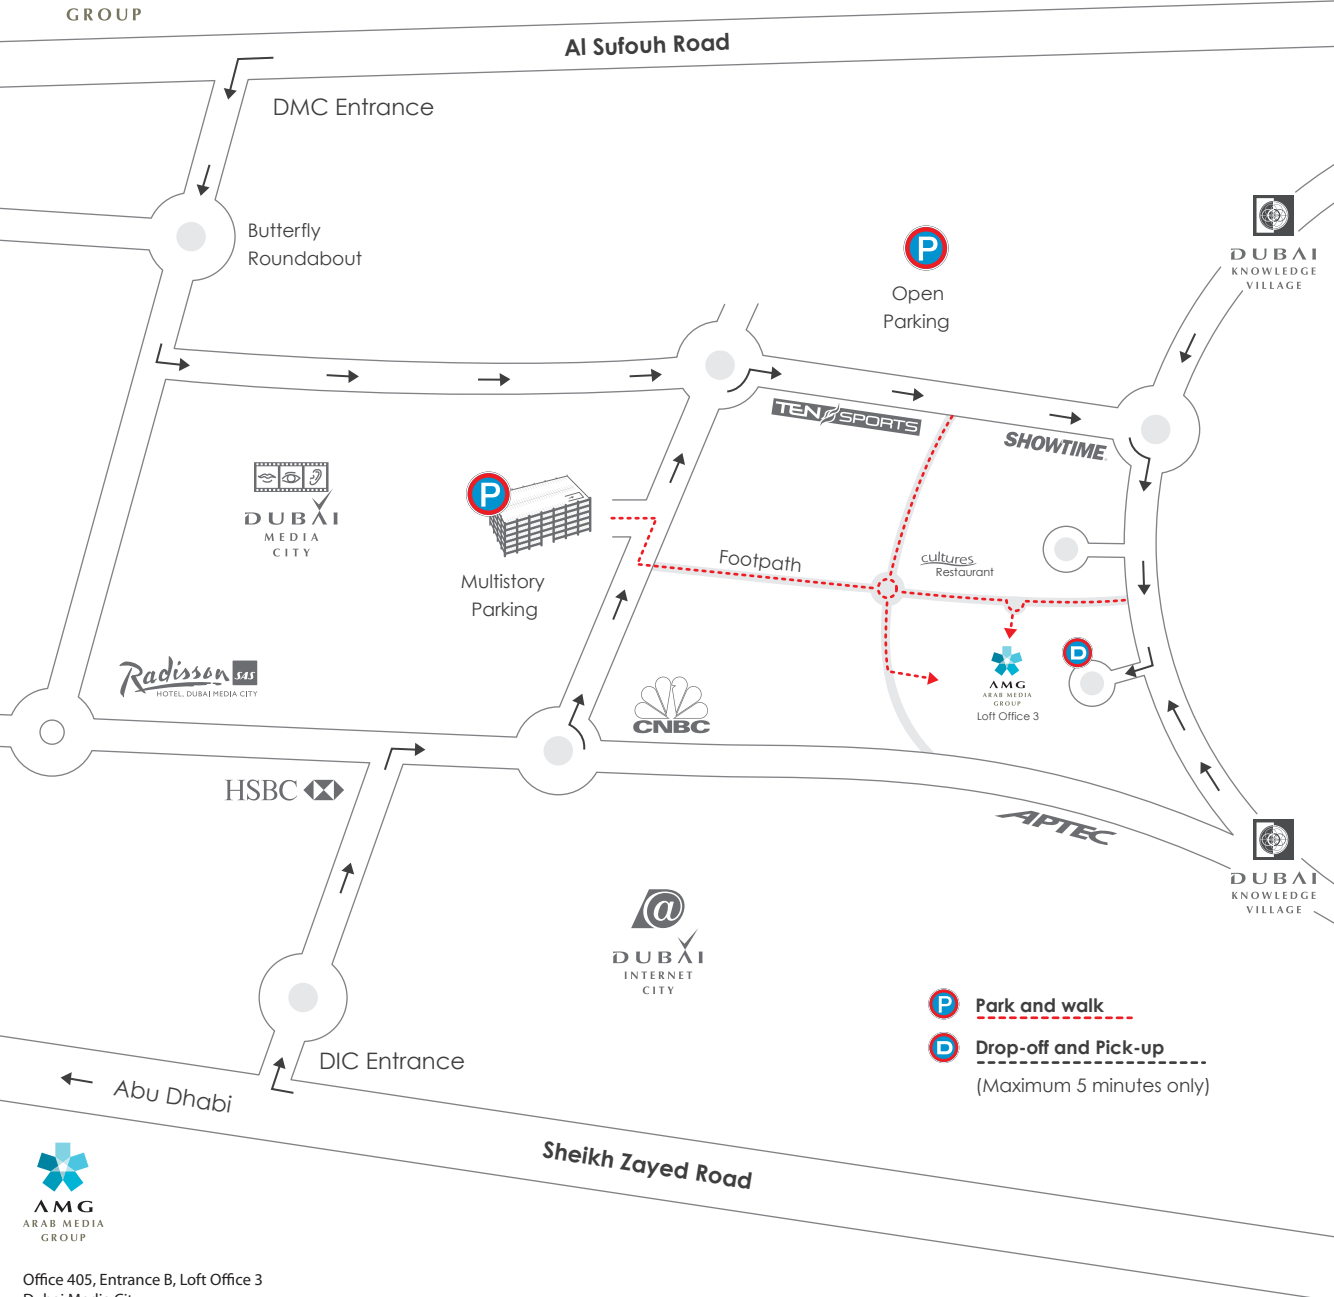 GROUP
Al Sufouh Road
DMC Entrance
Butterfly
Roundabout
P
Open
Parking
DUBAI
KNOWLEDGE
VILLAGE
TEN SPORTS
SHOWTIME
DUBAI
MEDIA
CITY
P
Multistory
Parking
Footpath
cultures
Restaurant
Radisson SAS
HOTEL, DUBAI MEDIA CITY
CNBC
AMG
ARAB MEDIA
GROUP
Loft Office 3
D
HSBC
APTEC
DUBAI
KNOWLEDGE
VILLAGE
@
DUBAI
INTERNET
CITY
P Park and walk
D Drop-off and Pick-up
(Maximum 5 minutes only)
DIC Entrance
Abu Dhabi
Sheikh Zayed Road
AMG
ARAB MEDIA
GROUP
Office 405, Entrance B, Loft Office 3
Dubai Media City